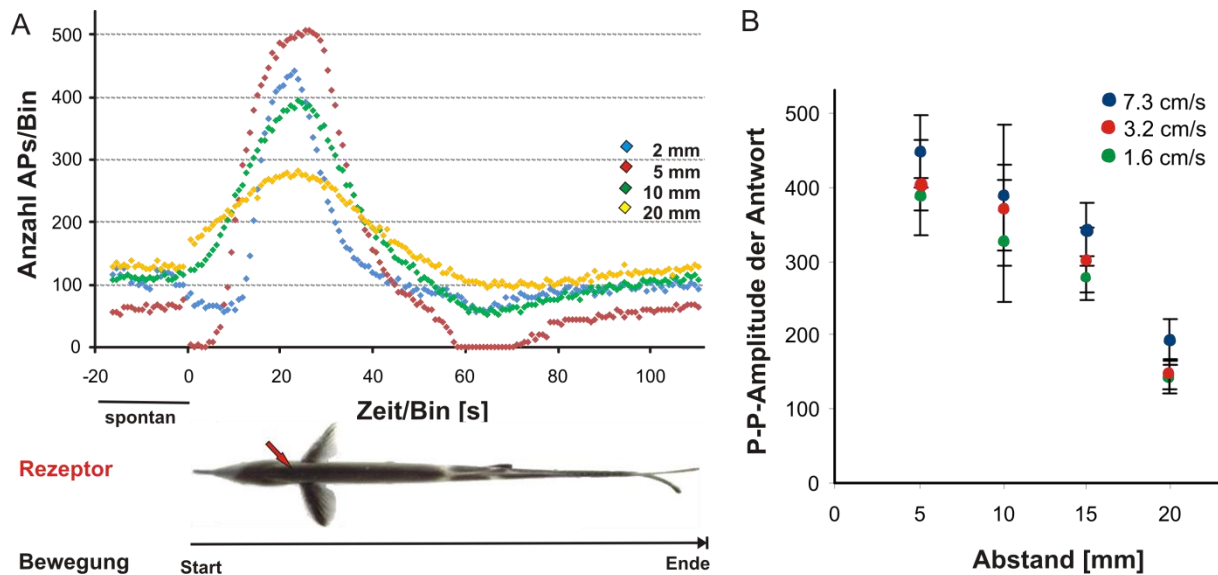 A
Anzahl APs/Bin
500
400
300
200
100
0
2 mm
5 mm
10 mm
20 mm
-20 0 20 40 60 80 100
spontan
Zeit/Bin [s]
Rezeptor
Bewegung
Start
Ende
B
P-P-Amplitude der Antwort
7.3 cm/s
3.2 cm/s
1.6 cm/s
500
400
300
200
100
0
0 5 10 15 20
Abstand [mm]